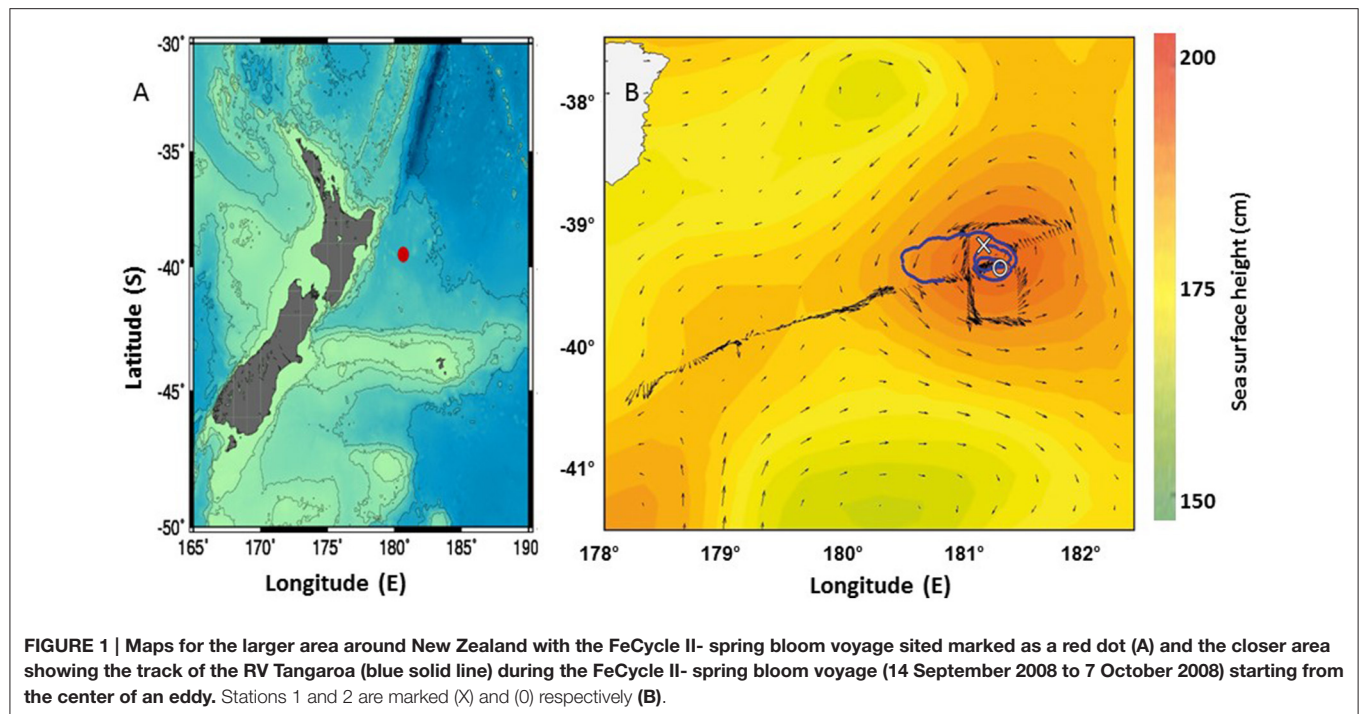 A
-30°
-35°
-40°
-45°
-50°
Latitude (S)
165°
170°
175°
180°
185°
190
Longitude (E)
B
X
O
-38°
-39°
-40°
-41°
178°
179°
180°
181°
182°
Longitude (E)
200
175
150
Sea surface height (cm)
FIGURE 1 | Maps for the larger area around New Zealand with the FeCycle II- spring bloom voyage sited marked as a red dot (A) and the closer area
showing the track of the RV Tangaroa (blue solid line) during the FeCycle II- spring bloom voyage (14 September 2008 to 7 October 2008) starting from
the center of an eddy. Stations 1 and 2 are marked (X) and (0) respectively (B).